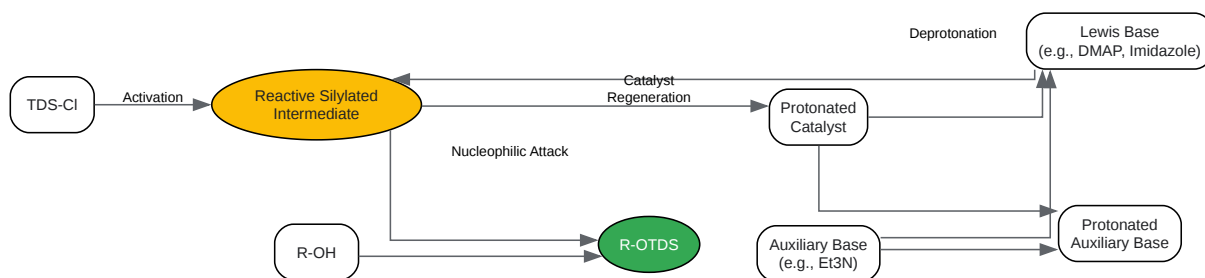 Deprotonation
Lewis Base
(e.g., DMAP, Imidazole)
TDS-Cl
Activation
Reactive Silylated
Intermediate
Catalyst
Regeneration
Protonated
Catalyst
Nucleophilic Attack
R-OH
R-OTDS
Auxiliary Base
(e.g., Et3N)
Protonated
Auxiliary Base